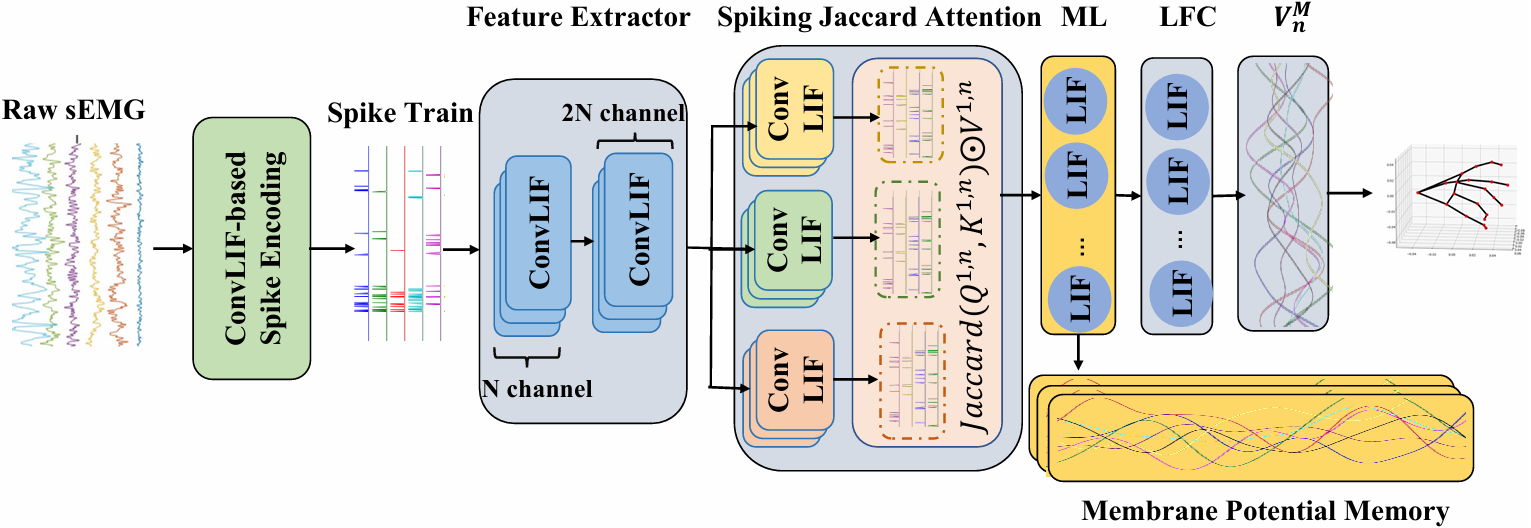 Feature Extractor
Spiking Jaccard Attention
ML
LFC
V_n^M
Raw sEMG
ConvLIF-based
Spike Encoding
Spike Train
2N channel
ConvLIF
ConvLIF
N channel
Conv
LIF
Conv
LIF
Conv
LIF
Jaccard(Q^{1,n}, K^{1,n})⊙V^{1,n}
LIF
LIF
...
LIF
LIF
LIF
...
LIF
Membrane Potential Memory